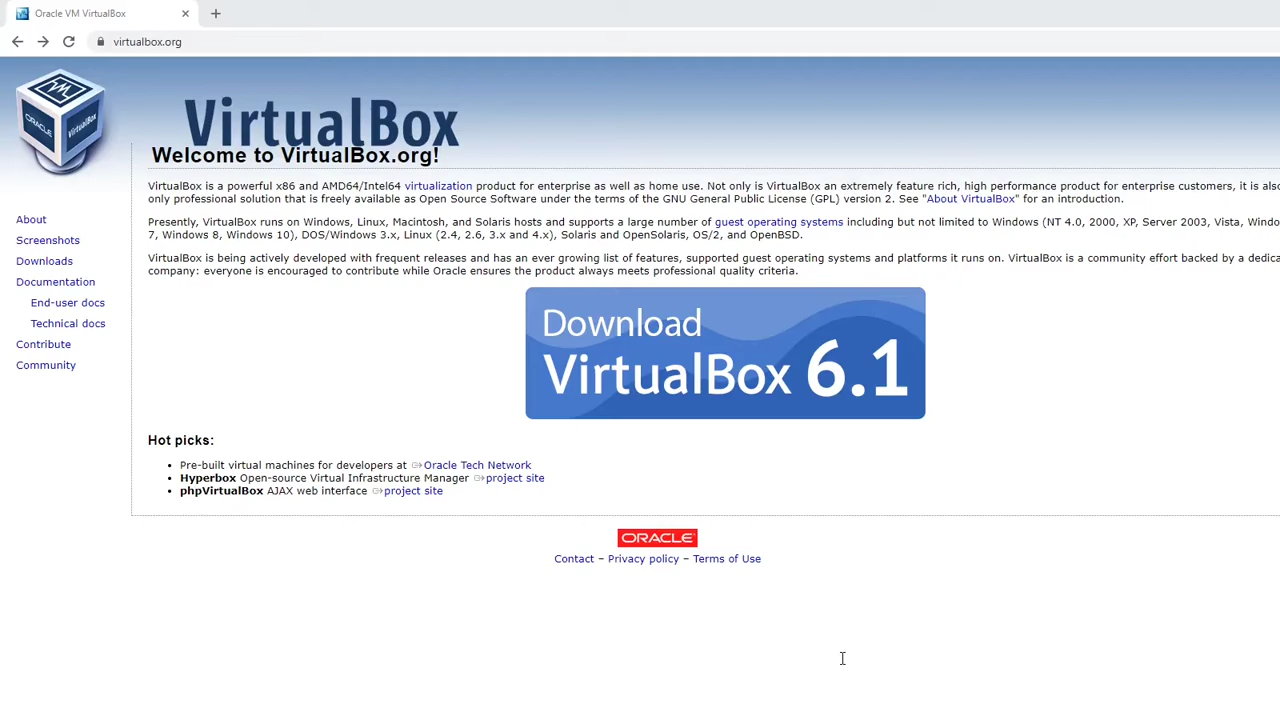 Oracle VM VirtualBox
virtualbox.org
VM
ORACLE
VirtualBox
VirtualBox
Welcome to VirtualBox.org!
VirtualBox is a powerful x86 and AMD64/Intel64 virtualization product for enterprise as well as home use. Not only is VirtualBox an extremely feature rich, high performance product for enterprise customers, it is also
only professional solution that is freely available as Open Source Software under the terms of the GNU General Public License (GPL) version 2. See "About VirtualBox" for an introduction.
Presently, VirtualBox runs on Windows, Linux, Macintosh, and Solaris hosts and supports a large number of guest operating systems including but not limited to Windows (NT 4.0, 2000, XP, Server 2003, Vista, Windo
7, Windows 8, Windows 10), DOS/Windows 3.x, Linux (2.4, 2.6, 3.x and 4.x), Solaris and OpenSolaris, OS/2, and OpenBSD.
VirtualBox is being actively developed with frequent releases and has an ever growing list of features, supported guest operating systems and platforms it runs on. VirtualBox is a community effort backed by a dedica
company: everyone is encouraged to contribute while Oracle ensures the product always meets professional quality criteria.
About
Screenshots
Downloads
Documentation
End-user docs
Technical docs
Contribute
Community
Download
VirtualBox 6.1
Hot picks:
• Pre-built virtual machines for developers at Oracle Tech Network
• Hyperbox Open-source Virtual Infrastructure Manager project site
• phpVirtualBox AJAX web interface project site
ORACLE
Contact – Privacy policy – Terms of Use